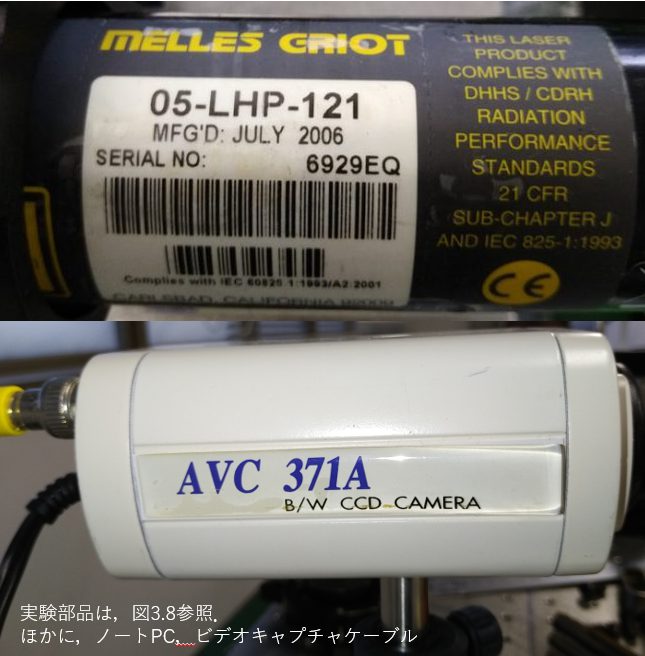 MELLES GRIOT
05-LHP-121
MFG'D: JULY 2006
SERIAL NO: 6929EQ
Complies with IEC 60825 1:1993/A2:2001
CARLSBAD, CALIFORNIA 92009
THIS LASER
PRODUCT
COMPLIES WITH
DHHS / CDRH
RADIATION
PERFORMANCE
STANDARDS
21 CFR
SUB-CHAPTER J
AND IEC 825-1:1993
CE
AVC 371A
B/W CCD CAMERA
実験部品は，図3.8参照．
ほかに，ノートPC，ビデオキャプチャケーブル